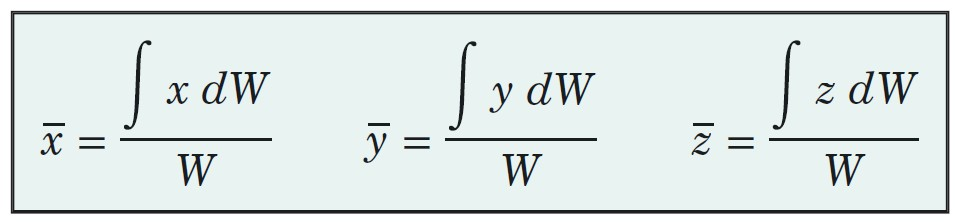 x̅ = ∫ x dW / W    y̅ = ∫ y dW / W    z̅ = ∫ z dW / W